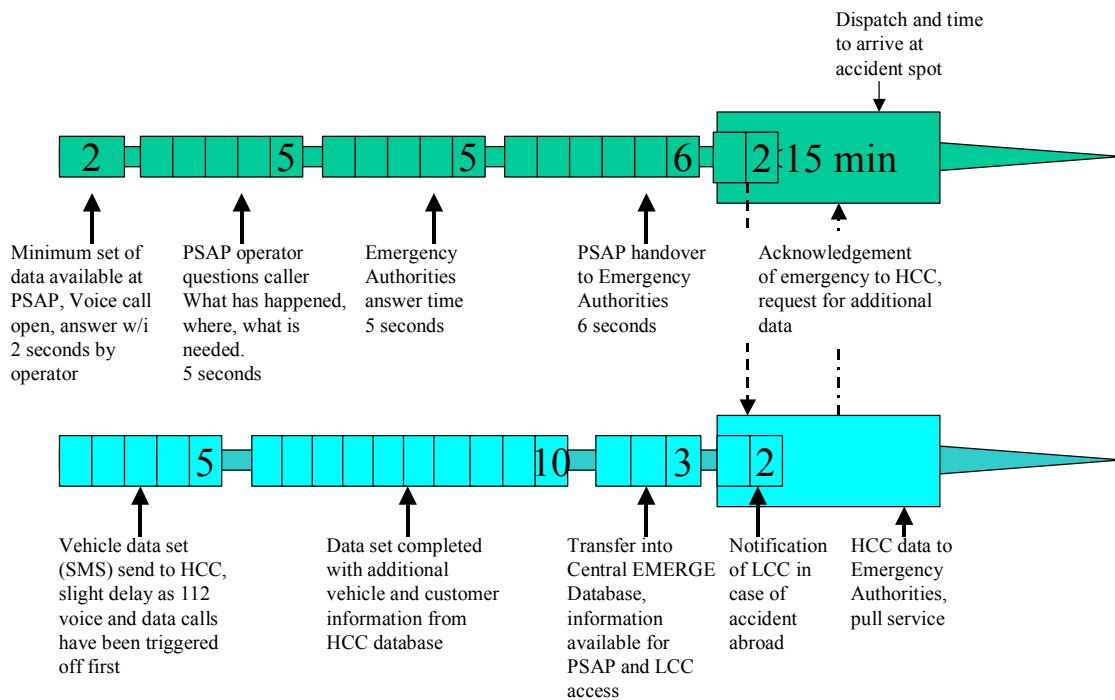 Dispatch and time
to arrive at
accident spot
2
5
5
6
2
15 min
Minimum set of
data available at
PSAP, Voice call
open, answer w/i
2 seconds by
operator
PSAP operator
questions caller
What has happened,
where, what is
needed.
5 seconds
Emergency
Authorities
answer time
5 seconds
PSAP handover
to Emergency
Authorities
6 seconds
Acknowledgement
of emergency to HCC,
request for additional
data
5
10
3
2
Vehicle data set
(SMS) send to HCC,
slight delay as 112
voice and data calls
have been triggered
off first
Data set completed
with additional
vehicle and customer
information from
HCC database
Transfer into
Central EMERGE
Database,
information
available for
PSAP and LCC
access
Notification
of LCC in
case of
accident
abroad
HCC data to
Emergency
Authorities,
pull service